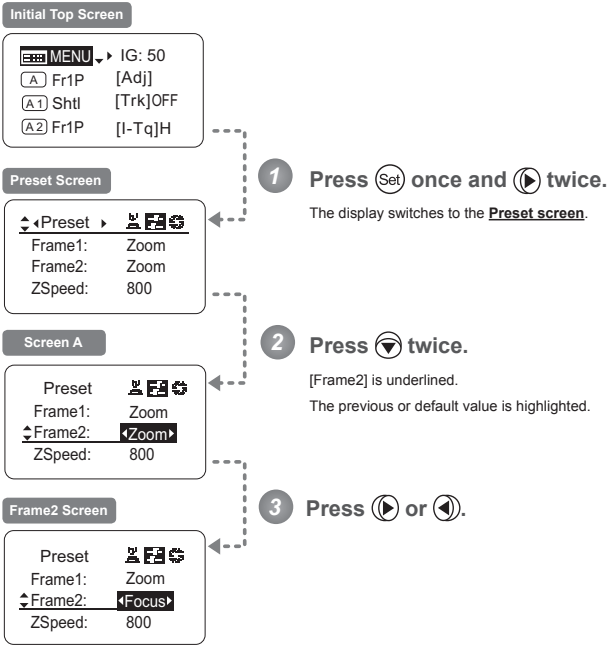 Initial Top Screen
MENU IG: 50
A Fr1P [Adj]
A1 Shtl [Trk]OFF
A2 Fr1P [I-Tq]H
1 Press Set once and twice.
The display switches to the Preset screen.
Preset Screen
Preset
Frame1: Zoom
Frame2: Zoom
ZSpeed: 800
2 Press twice.
[Frame2] is underlined.
The previous or default value is highlighted.
Screen A
Preset
Frame1: Zoom
Frame2: Zoom
ZSpeed: 800
3 Press or .
Frame2 Screen
Preset
Frame1: Zoom
Frame2: Focus
ZSpeed: 800